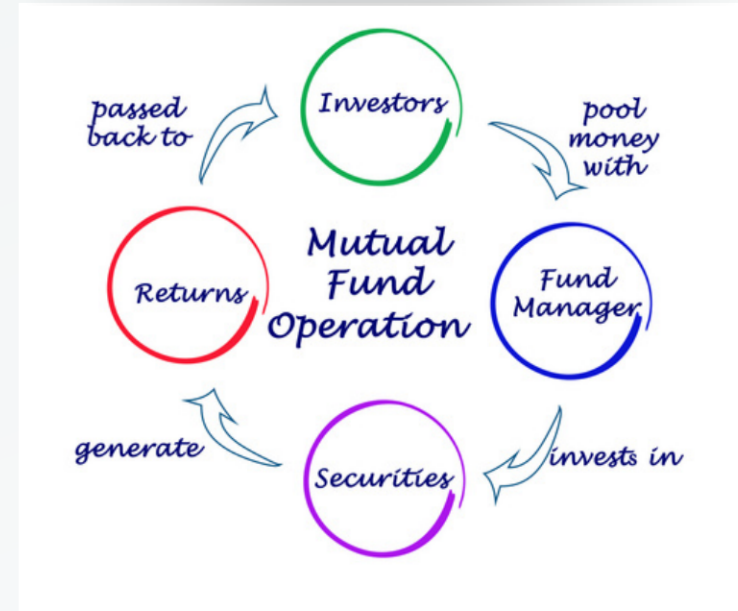 Investors
pool
money
with
Fund
Manager
invests in
Securities
generate
Returns
passed
back to
Mutual
Fund
Operation